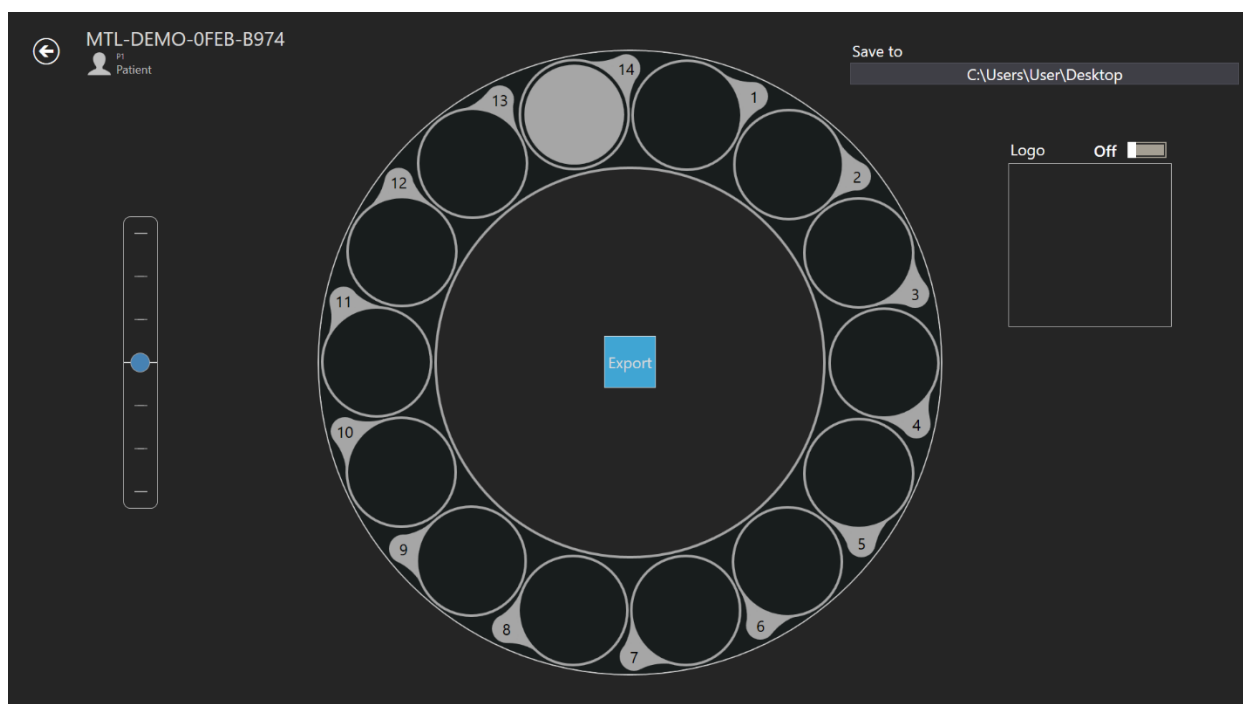 MTL-DEMO-0FEB-B974
P1
Patient
Save to
C:\Users\User\Desktop
Logo Off
14
1
2
3
4
5
6
7
8
9
10
11
12
13
Export